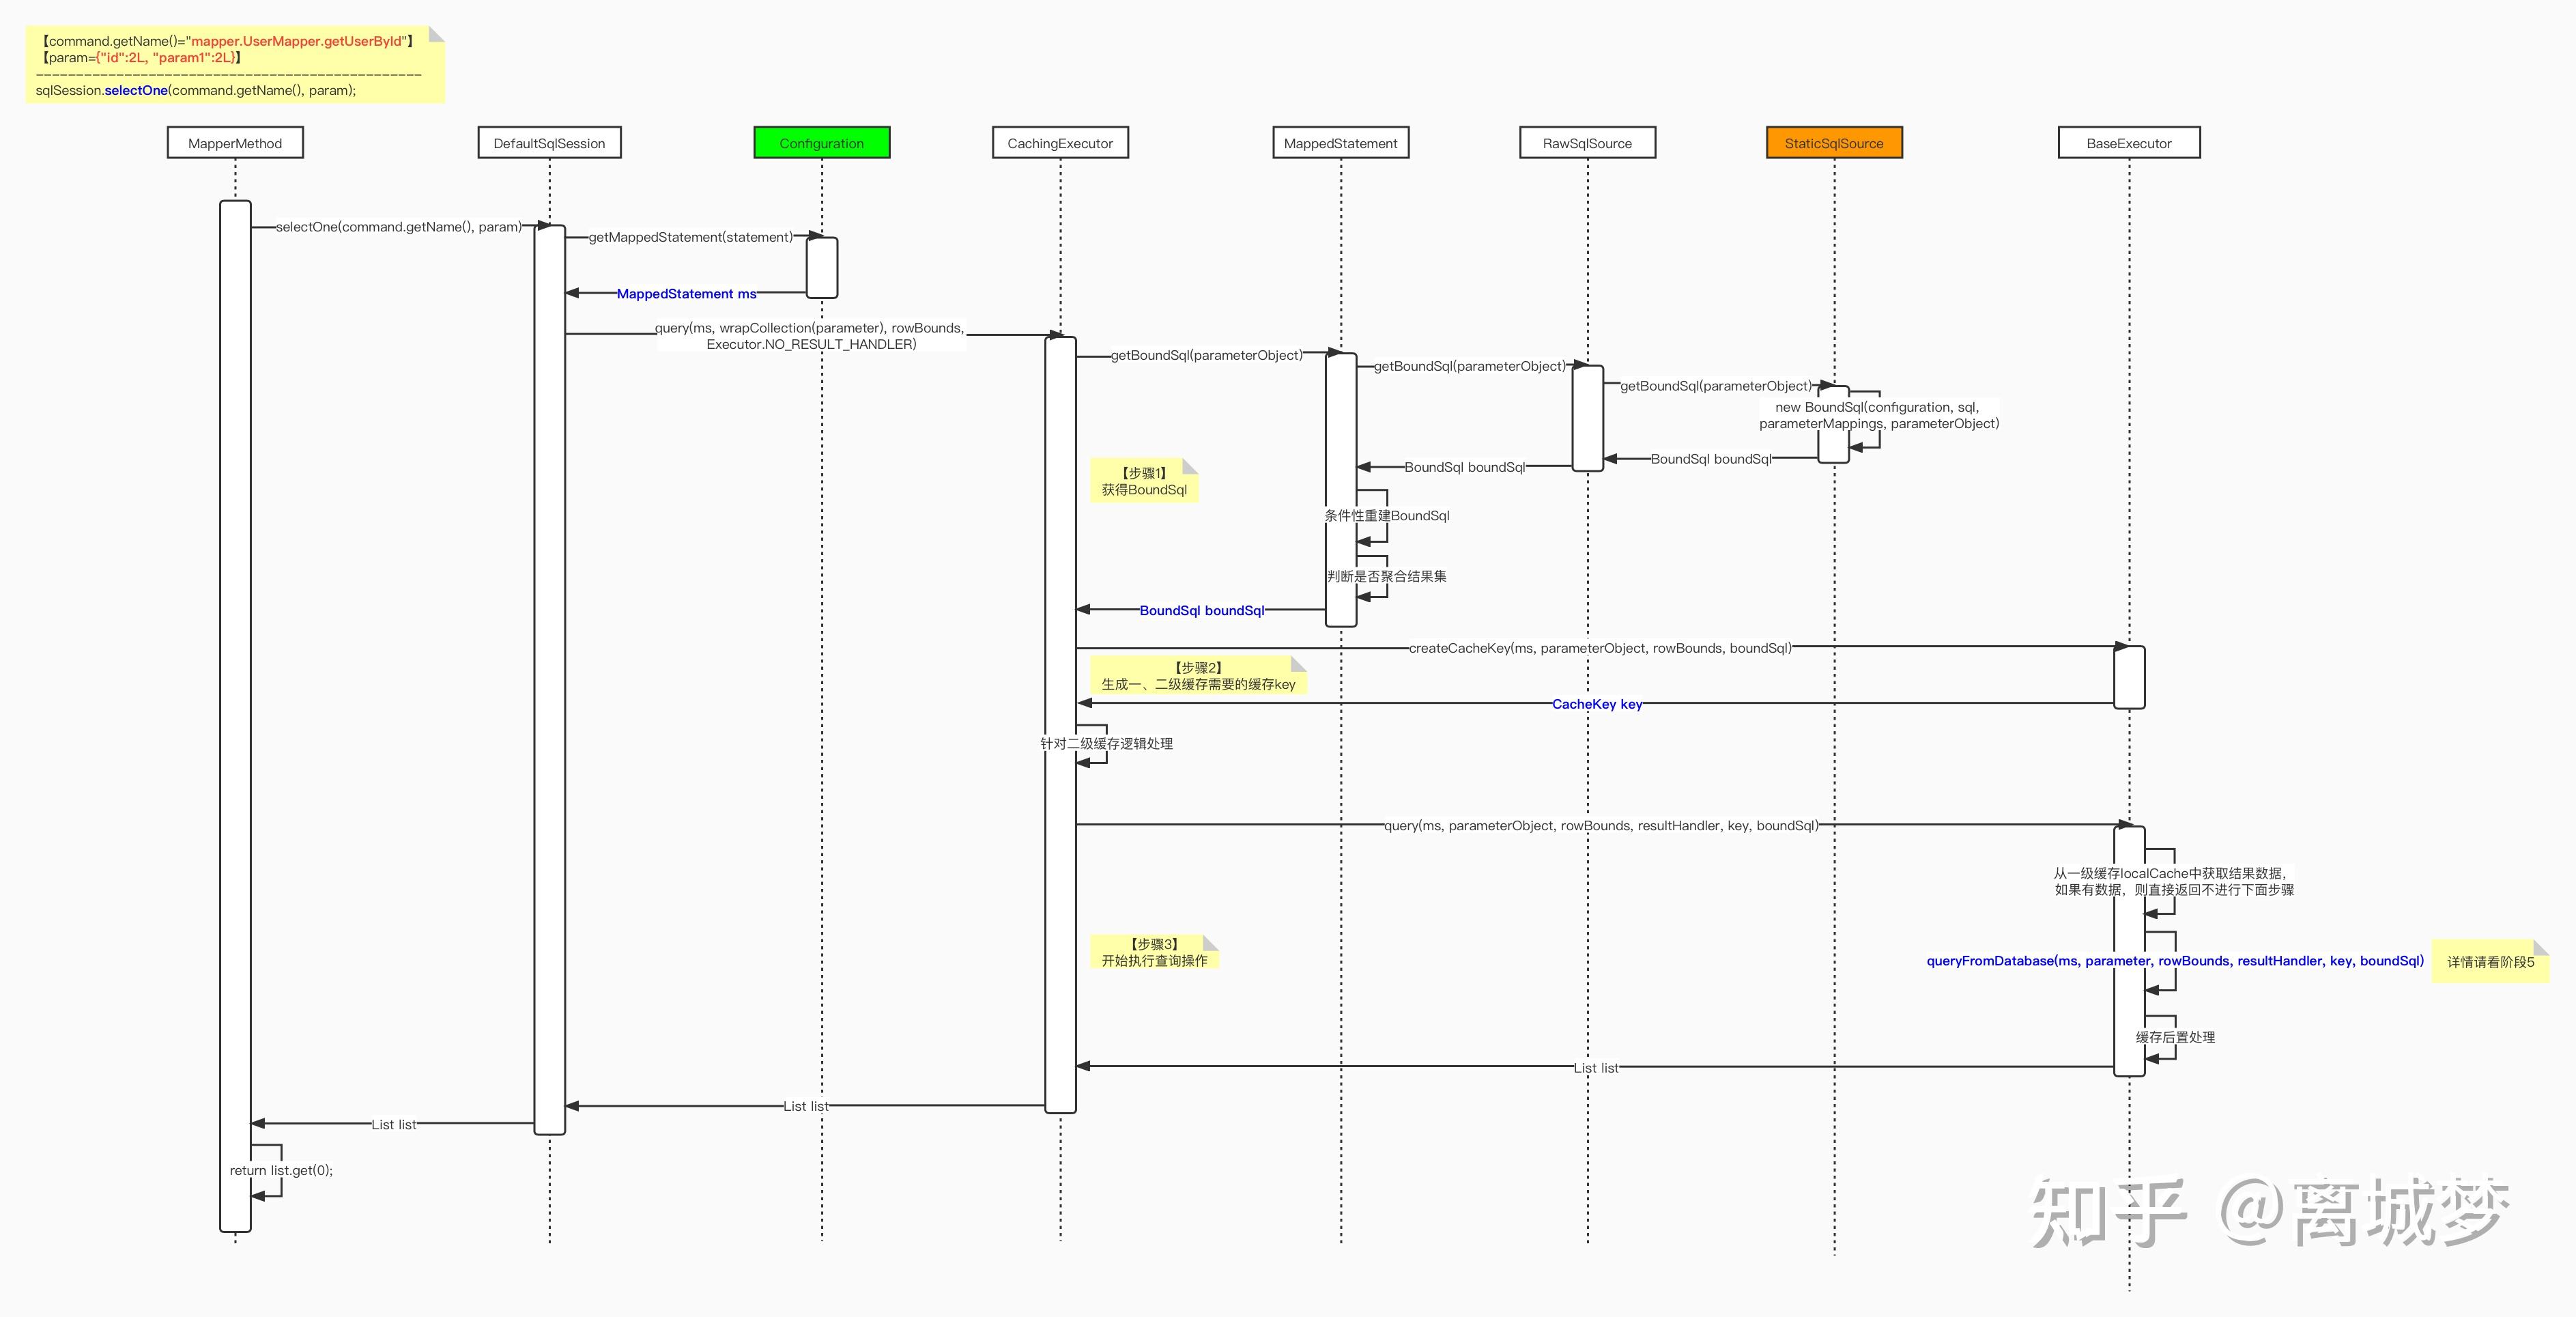 【command.getName()="mapper.UserMapper.getUserById"】
【param={"id":2L, "param1":2L}】
------------------------------------------------
sqlSession.selectOne(command.getName(), param);
MapperMethod
DefaultSqlSession
Configuration
CachingExecutor
MappedStatement
RawSqlSource
StaticSqlSource
BaseExecutor
selectOne(command.getName(), param)
getMappedStatement(statement)
MappedStatement ms
query(ms, wrapCollection(parameter), rowBounds,
Executor.NO_RESULT_HANDLER)
getBoundSql(parameterObject)
getBoundSql(parameterObject)
getBoundSql(parameterObject)
new BoundSql(configuration, sql,
parameterMappings, parameterObject)
BoundSql boundSql
BoundSql boundSql
【步骤1】
获得BoundSql
条件性重建BoundSql
判断是否聚合结果集
BoundSql boundSql
createCacheKey(ms, parameterObject, rowBounds, boundSql)
【步骤2】
生成一、二级缓存需要的缓存key
CacheKey key
针对二级缓存逻辑处理
query(ms, parameterObject, rowBounds, resultHandler, key, boundSql)
从一级缓存localCache中获取结果数据，
如果有数据，则直接返回不进行下面步骤
【步骤3】
开始执行查询操作
queryFromDatabase(ms, parameter, rowBounds, resultHandler, key, boundSql)
详情请看阶段5
缓存后置处理
List list
List list
List list
return list.get(0);
知乎 @离城梦